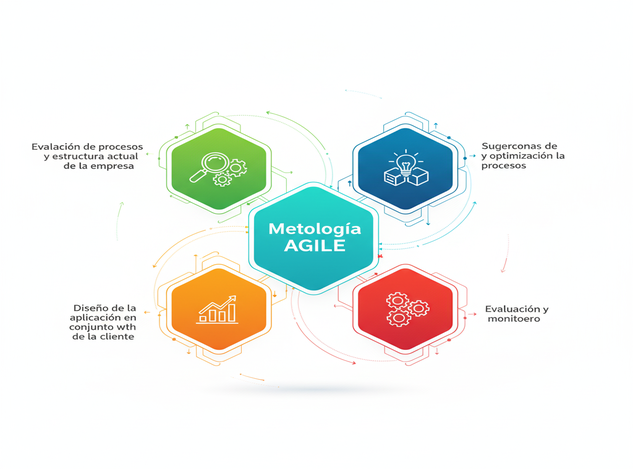 Evalación de procesos
y estructura actual
de la empresa
Sugerconas de
y optimización la
procesos
Metología
AGILE
Diseño de la
aplicación en
conjunto wth
de la cliente
Evaluación y
monitoero